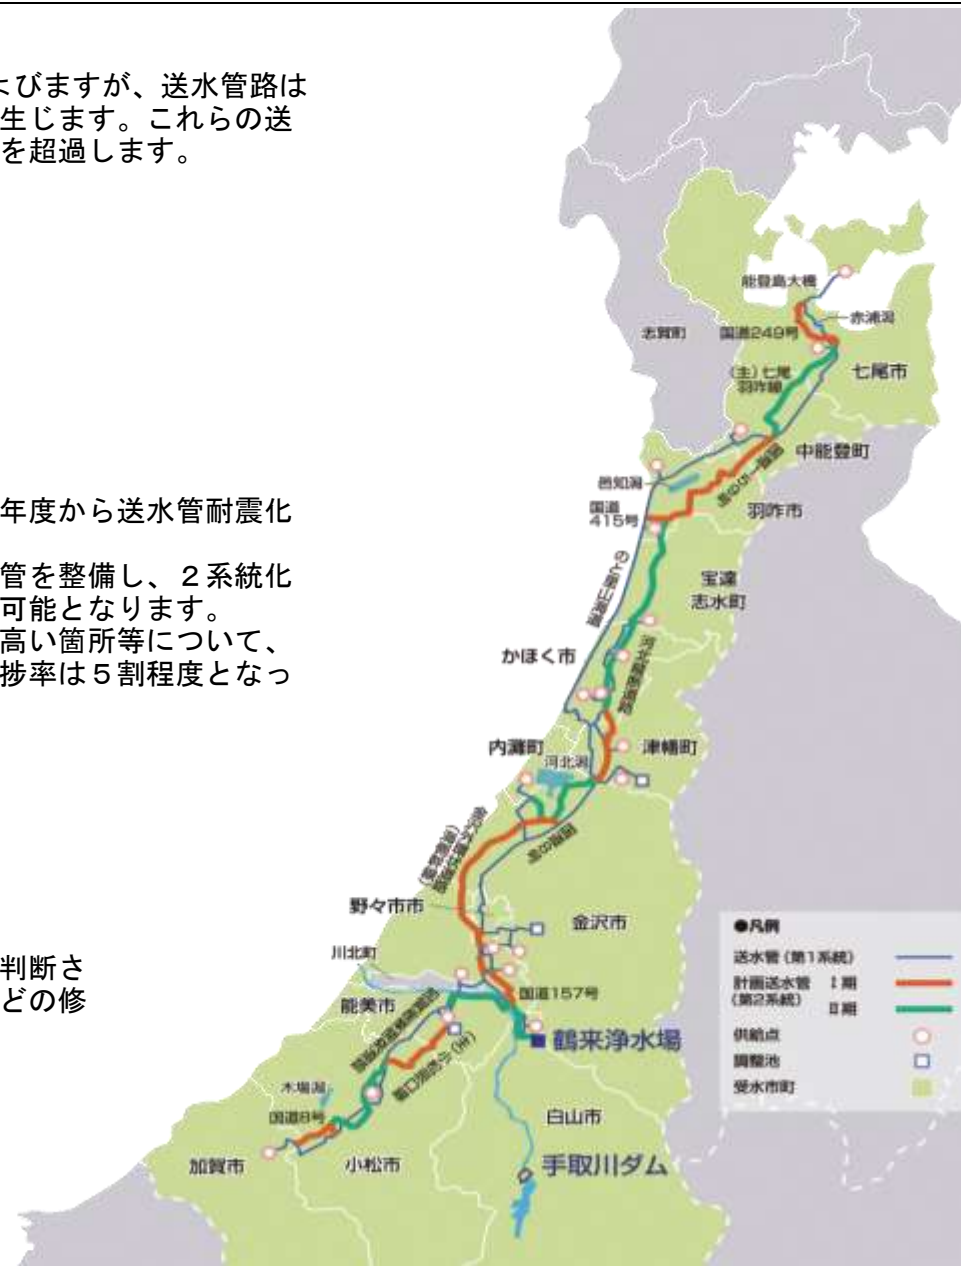 よびますが、送水管路は
生じます。これらの送
を超過します。
年度から送水管耐震化
管を整備し、２系統化
可能となります。
高い箇所等について、
捗率は５割程度となっ
判断さ
どの修
能登島大橋
赤浦潟
志賀町
国道249号
七尾市
(主)七尾
羽咋線
中能登町
邑知潟
国道
415号
羽咋市
国道159号
のと里山海道
宝達
志水町
かほく市
内灘町
津幡町
河北潟
国道8号
野々市市
金沢市
川北町
能美市
国道157号
鶴来浄水場
木場潟
国道8号
白山市
加賀市
小松市
手取川ダム
●凡例
送水管(第1系統)
計画送水管 Ⅰ期
(第2系統)
Ⅱ期
供給点
調整池
受水市町